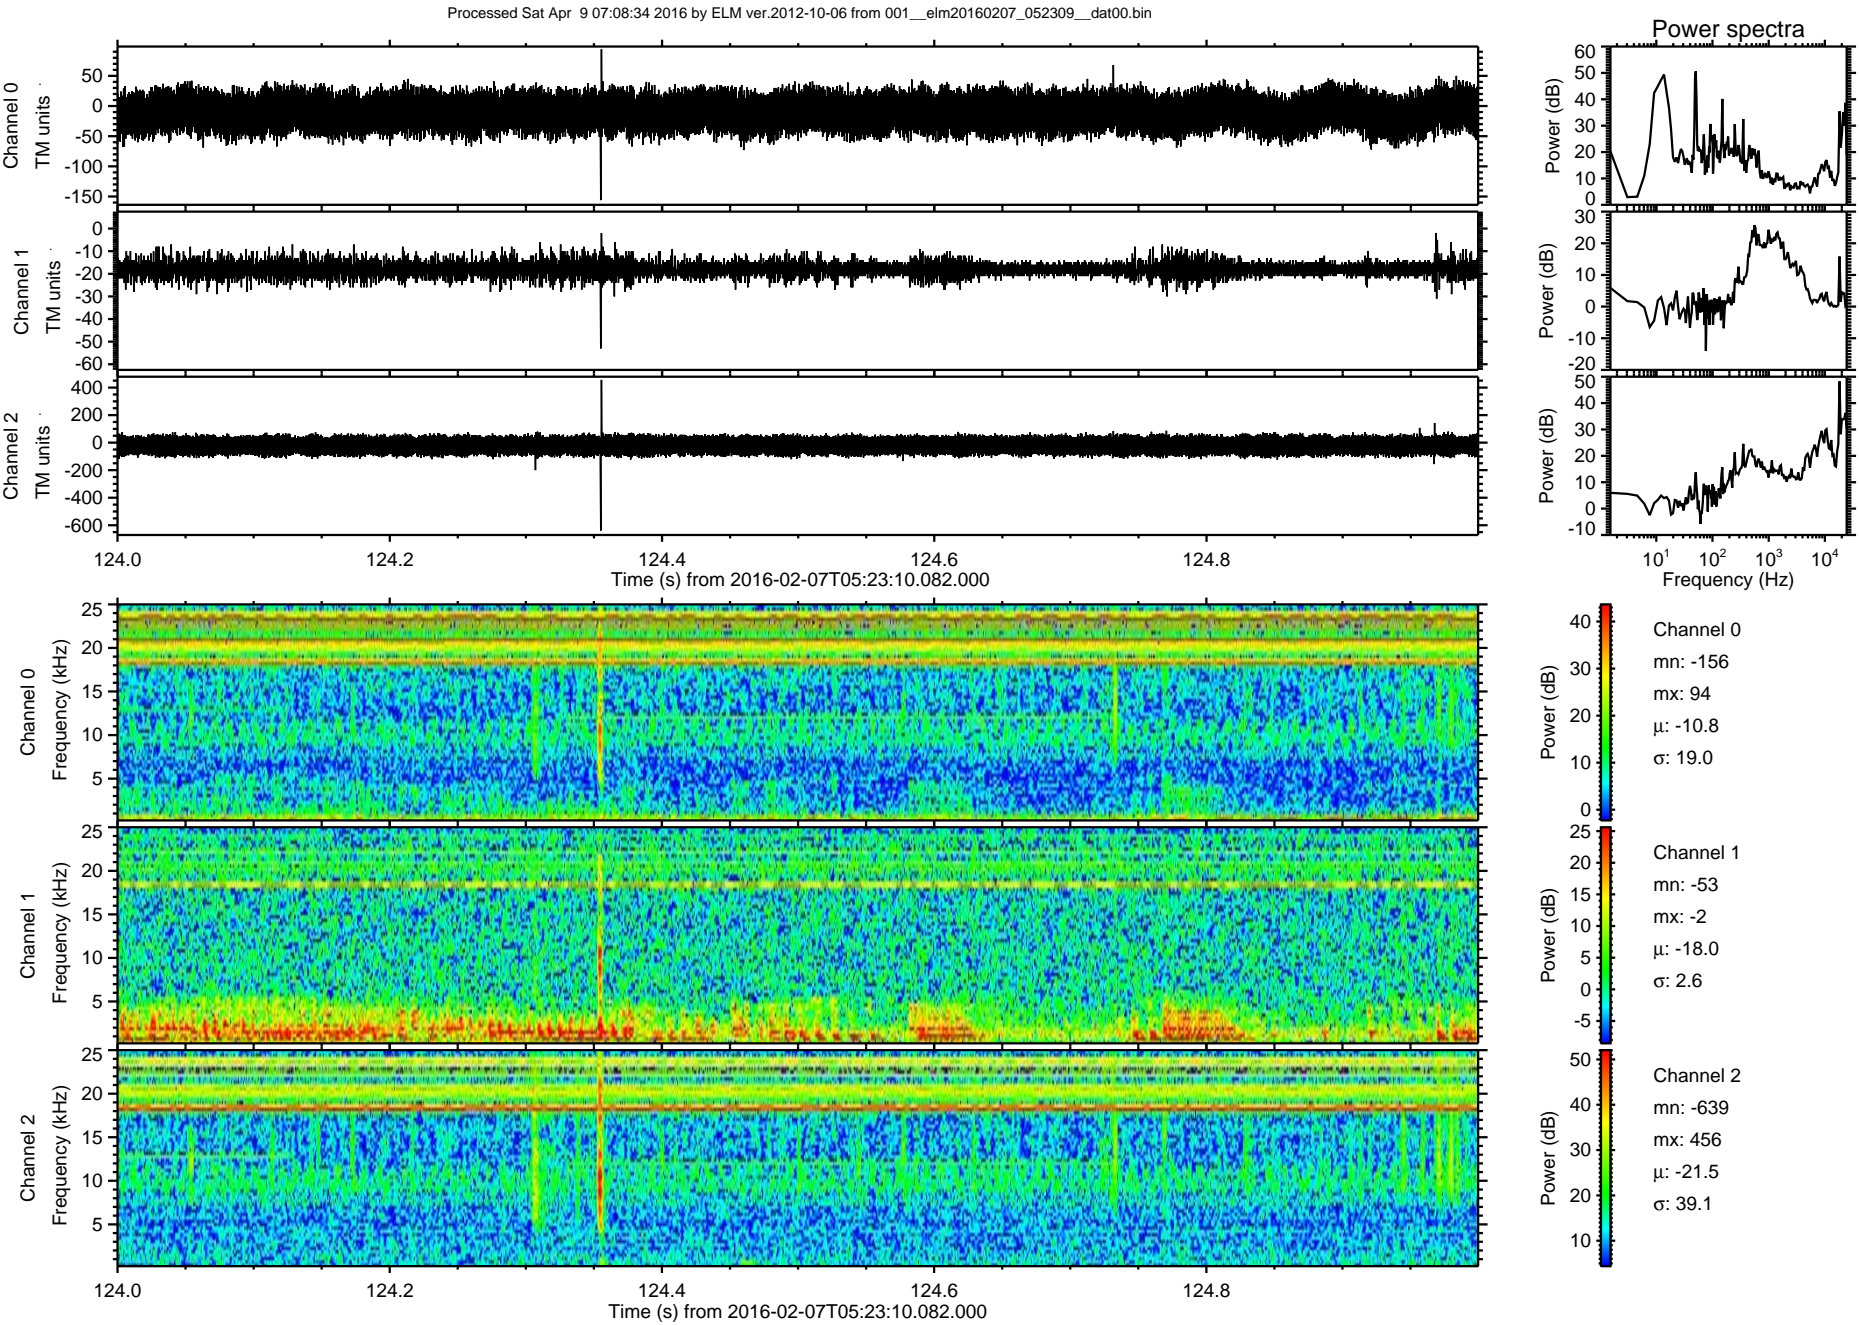 Processed Sat Apr  9 07:08:34 2016 by ELM ver.2012-10-06 from 001__elm20160207_052309__dat00.bin
Power spectra
Channel 0
TM units
50
0
-50
-100
-150
Power (dB)
60
50
40
30
20
10
0
Channel 1
TM units
0
-10
-20
-30
-40
-50
-60
Power (dB)
30
20
10
0
-10
-20
Channel 2
TM units
400
200
0
-200
-400
-600
Power (dB)
50
40
30
20
10
0
-10
124.0 124.2 124.4 124.6 124.8
Time (s) from 2016-02-07T05:23:10.082.000
10¹ 10² 10³ 10⁴
Frequency (Hz)
Channel 0
Frequency (kHz)
25
20
15
10
5
Power (dB)
40
30
20
10
0
Channel 0
mn: -156
mx: 94
μ: -10.8
σ: 19.0
Channel 1
Frequency (kHz)
25
20
15
10
5
Power (dB)
25
20
15
10
5
0
-5
Channel 1
mn: -53
mx: -2
μ: -18.0
σ: 2.6
Channel 2
Frequency (kHz)
25
20
15
10
5
Power (dB)
50
40
30
20
10
Channel 2
mn: -639
mx: 456
μ: -21.5
σ: 39.1
124.0 124.2 124.4 124.6 124.8
Time (s) from 2016-02-07T05:23:10.082.000